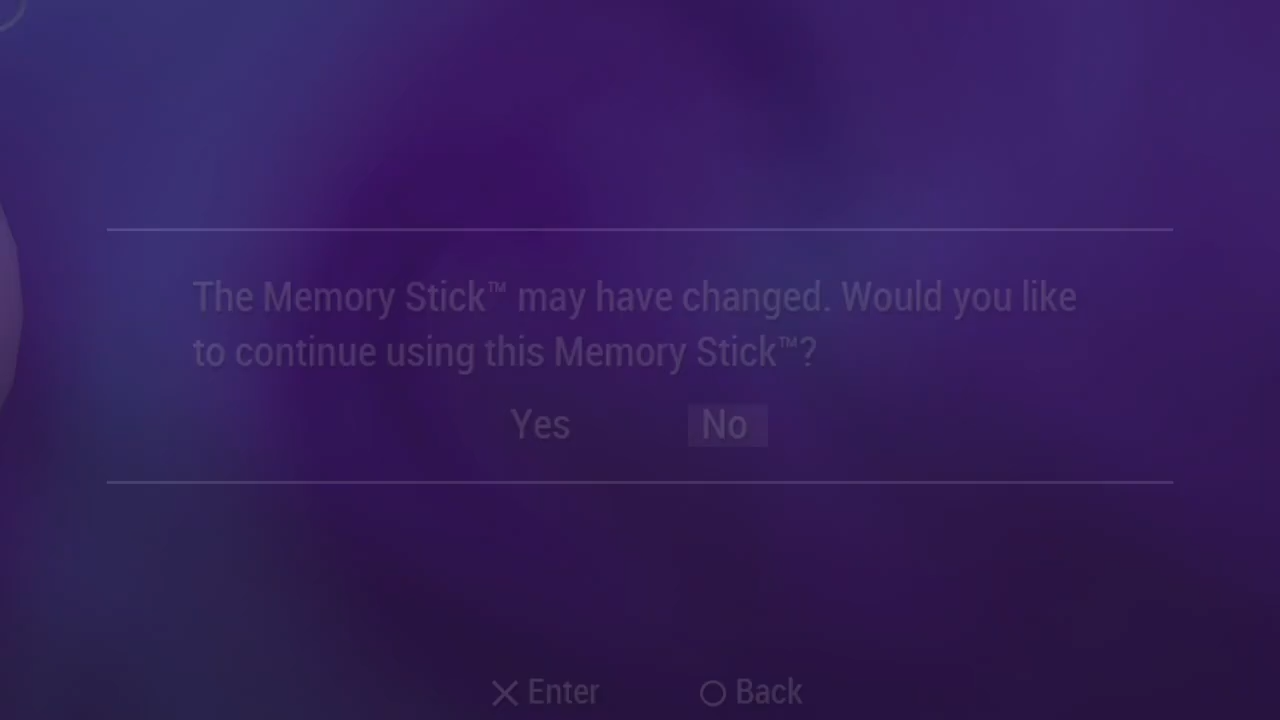 The Memory Stick™ may have changed. Would you like
to continue using this Memory Stick™?
Yes No
Enter Back